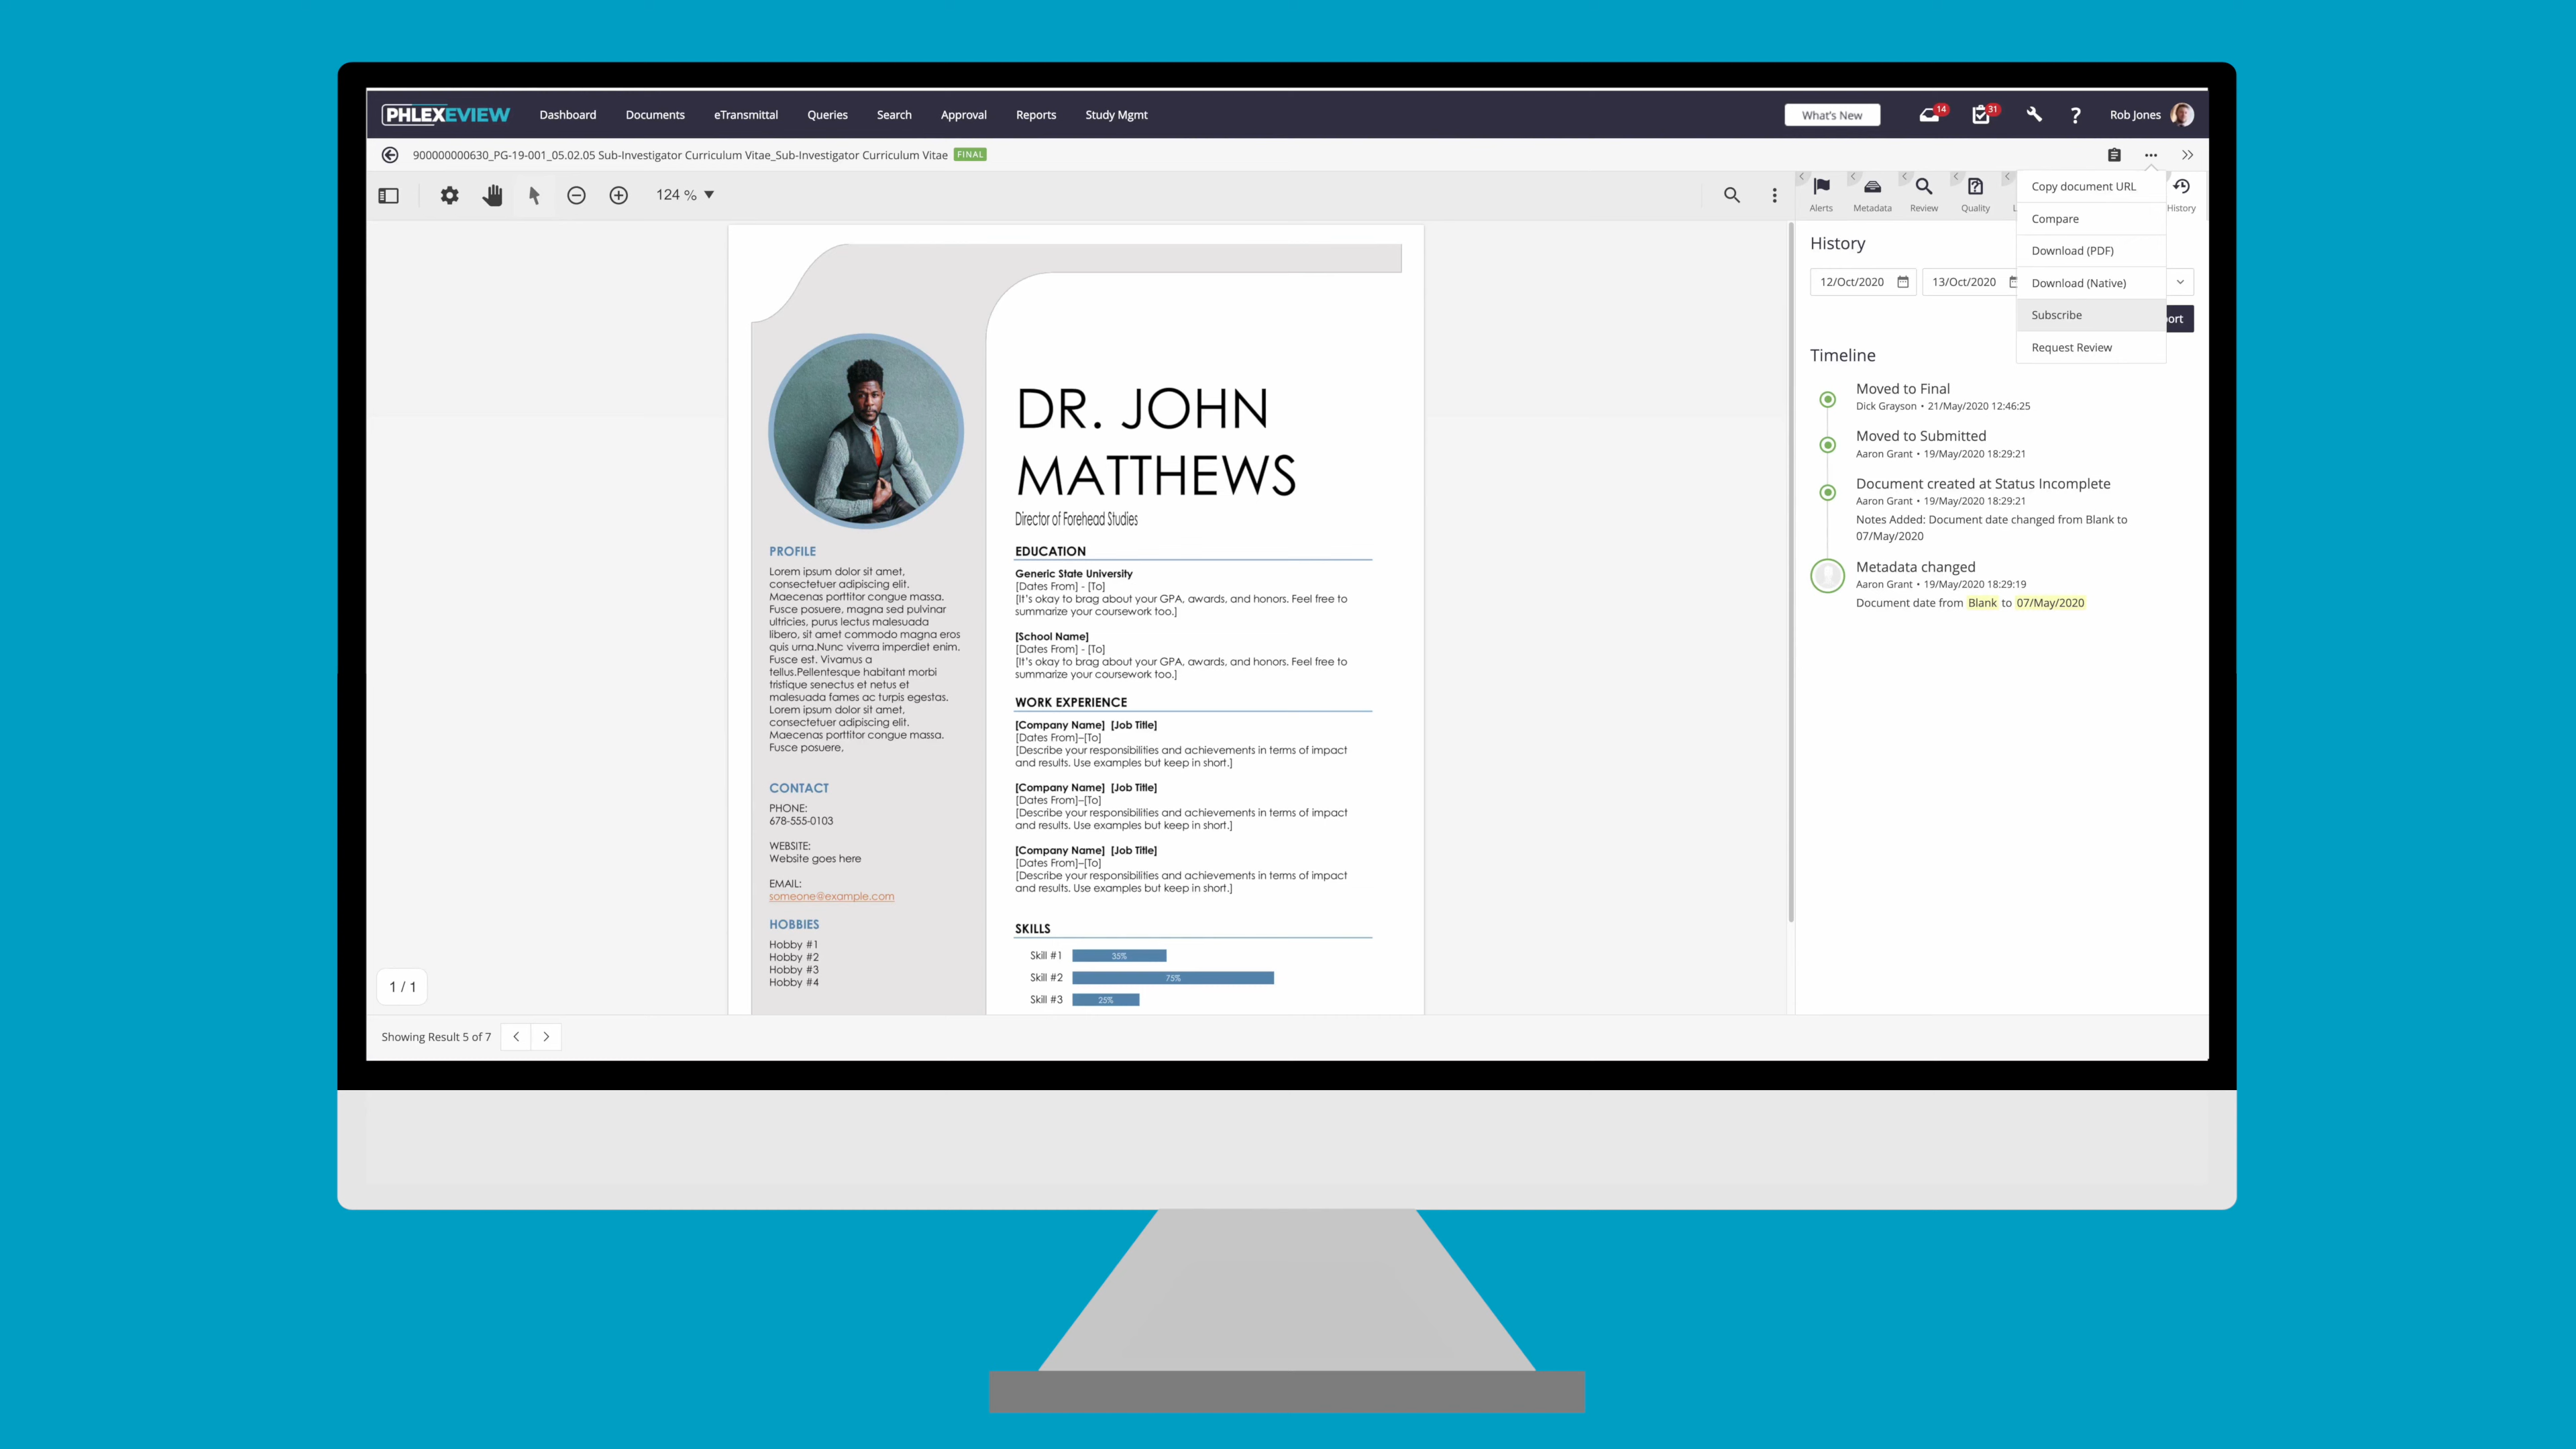 PHLEXEVIEW Dashboard Documents eTransmittal Queries Search Approval Reports Study Mgmt What's New 14 31 ? Rob Jones
900000000630_PG-19-001_05.02.05 Sub-Investigator Curriculum Vitae_Sub-Investigator Curriculum Vitae FINAL
124 %
Alerts Metadata Review Quality History
Copy document URL
Compare
Download (PDF)
Download (Native)
Subscribe
Request Review
History
12/Oct/2020 13/Oct/2020
ort
Timeline
Moved to Final
Dick Grayson • 21/May/2020 12:46:25
Moved to Submitted
Aaron Grant • 19/May/2020 18:29:21
Document created at Status Incomplete
Aaron Grant • 19/May/2020 18:29:21
Notes Added: Document date changed from Blank to
07/May/2020
Metadata changed
Aaron Grant • 19/May/2020 18:29:19
Document date from Blank to 07/May/2020
DR. JOHN
MATTHEWS
Director of Forehead Studies
PROFILE
Lorem ipsum dolor sit amet,
consectetuer adipiscing elit.
Maecenas porttitor congue massa.
Fusce posuere, magna sed pulvinar
ultricies, purus lectus malesuada
libero, sit amet commodo magna eros
quis urna.Nunc viverra imperdiet enim.
Fusce est. Vivamus a
tellus.Pellentesque habitant morbi
tristique senectus et netus et
malesuada fames ac turpis egestas.
Lorem ipsum dolor sit amet,
consectetuer adipiscing elit.
Maecenas porttitor congue massa.
Fusce posuere,
CONTACT
PHONE:
678-555-0103
WEBSITE:
Website goes here
EMAIL:
someone@example.com
HOBBIES
Hobby #1
Hobby #2
Hobby #3
Hobby #4
EDUCATION
Generic State University
[Dates From] - [To]
[It's okay to brag about your GPA, awards, and honors. Feel free to
summarize your coursework too.]
[School Name]
[Dates From] - [To]
[It's okay to brag about your GPA, awards, and honors. Feel free to
summarize your coursework too.]
WORK EXPERIENCE
[Company Name] [Job Title]
[Dates From]–[To]
[Describe your responsibilities and achievements in terms of impact
and results. Use examples but keep in short.]
[Company Name] [Job Title]
[Dates From]–[To]
[Describe your responsibilities and achievements in terms of impact
and results. Use examples but keep in short.]
[Company Name] [Job Title]
[Dates From]–[To]
[Describe your responsibilities and achievements in terms of impact
and results. Use examples but keep in short.]
SKILLS
Skill #1 35%
Skill #2 75%
Skill #3 25%
1 / 1
Showing Result 5 of 7